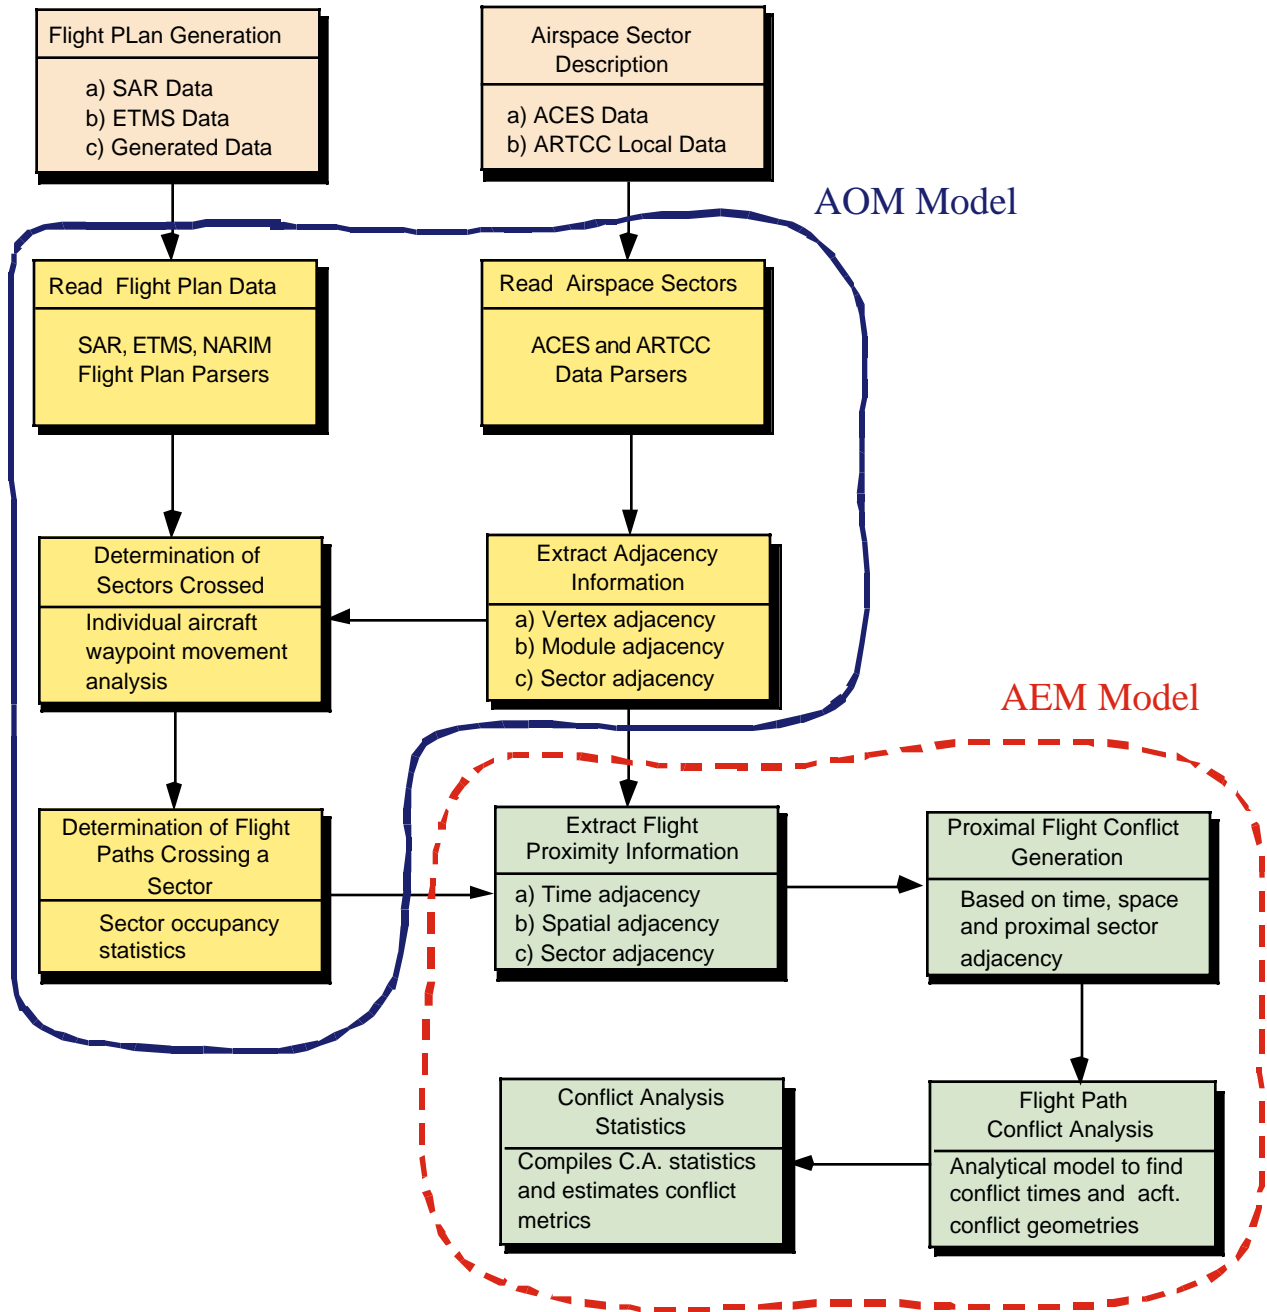 Flight PLan Generation
a) SAR Data
b) ETMS Data
c) Generated Data
Airspace Sector
Description
a) ACES Data
b) ARTCC Local Data
AOM Model
Read Flight Plan Data
SAR, ETMS, NARIM
Flight Plan Parsers
Read Airspace Sectors
ACES and ARTCC
Data Parsers
Determination of
Sectors Crossed
Individual aircraft
waypoint movement
analysis
Extract Adjacency
Information
a) Vertex adjacency
b) Module adjacency
c) Sector adjacency
AEM Model
Determination of Flight
Paths Crossing a
Sector
Sector occupancy
statistics
Extract Flight
Proximity Information
a) Time adjacency
b) Spatial adjacency
c) Sector adjacency
Proximal Flight Conflict
Generation
Based on time, space
and proximal sector
adjacency
Conflict Analysis
Statistics
Compiles C.A. statistics
and estimates conflict
metrics
Flight Path
Conflict Analysis
Analytical model to find
conflict times and acft.
conflict geometries